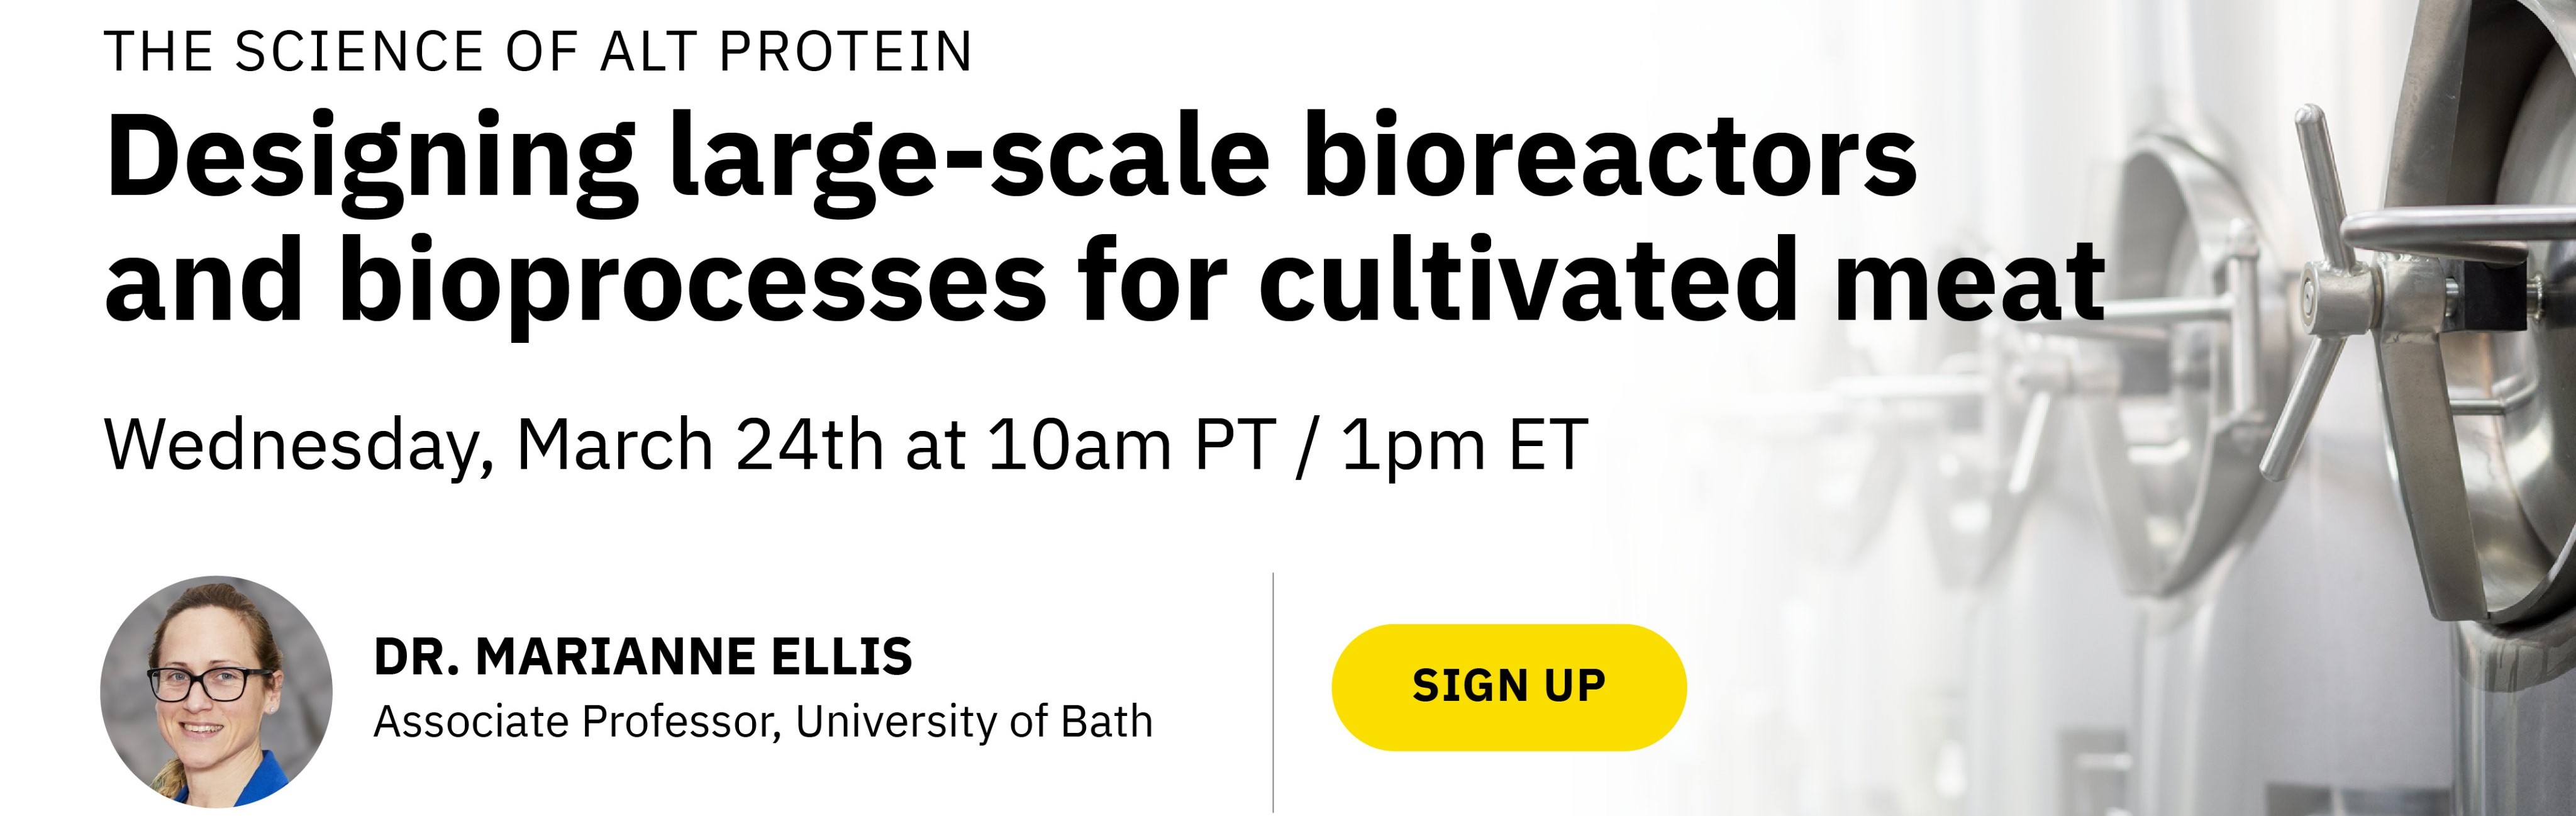 THE SCIENCE OF ALT PROTEIN
Designing large-scale bioreactors
and bioprocesses for cultivated meat
Wednesday, March 24th at 10am PT / 1pm ET
DR. MARIANNE ELLIS
Associate Professor, University of Bath
SIGN UP